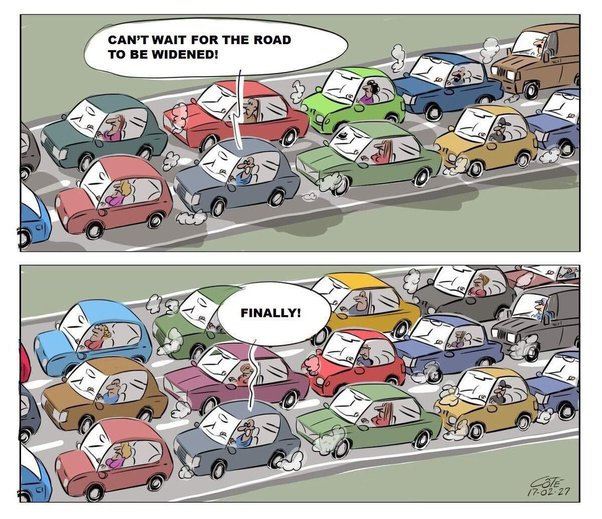 CAN'T WAIT FOR THE ROAD
TO BE WIDENED!
FINALLY!
CÔTÉ
17-02-27